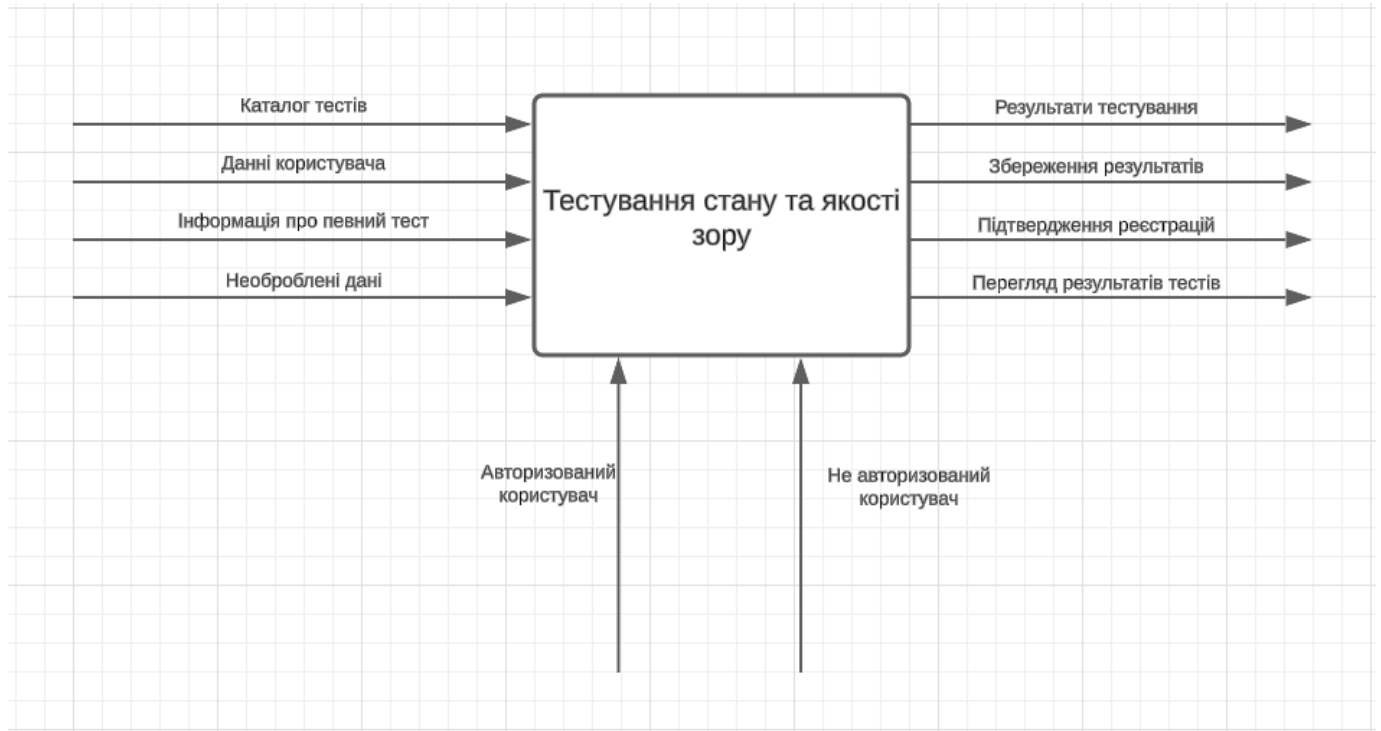 Каталог тестів
Данні користувача
Інформація про певний тест
Необроблені дані
Тестування стану та якості
зору
Результати тестування
Збереження результатів
Підтвердження реєстрацій
Перегляд результатів тестів
Авторизований
користувач
Не авторизований
користувач